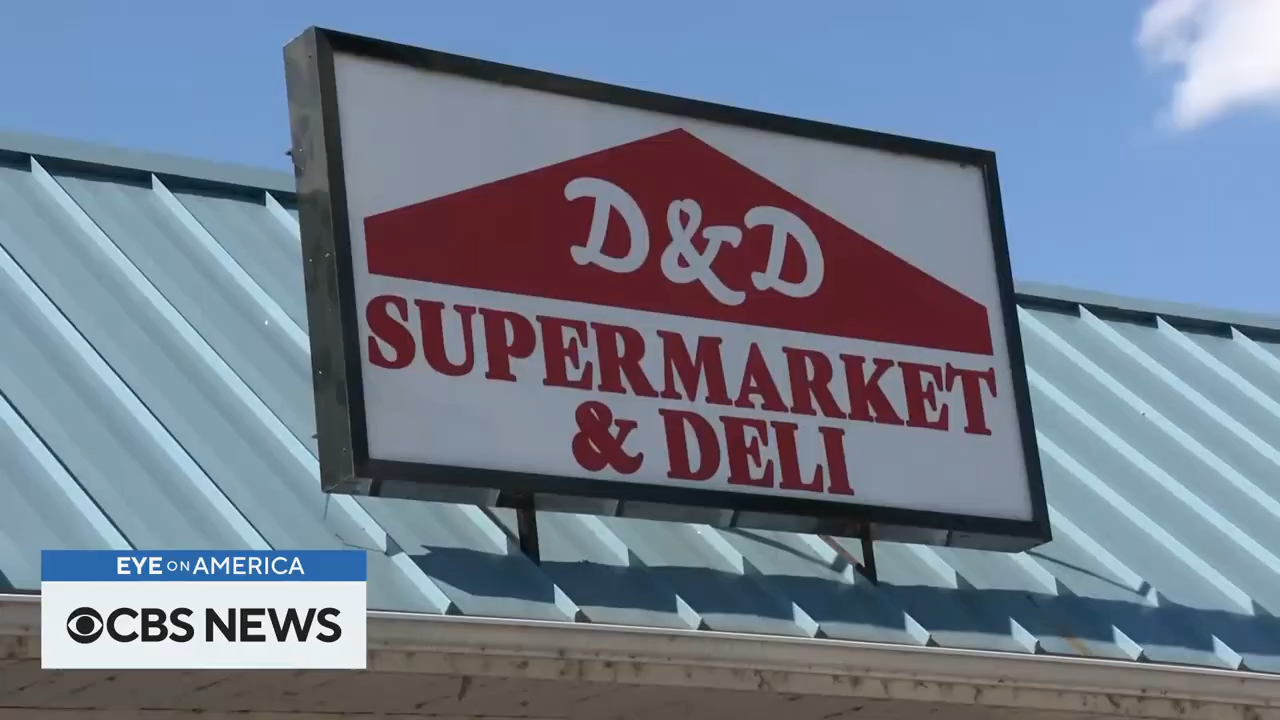 D&D
SUPERMARKET
& DELI
EYE ON AMERICA
CBS NEWS